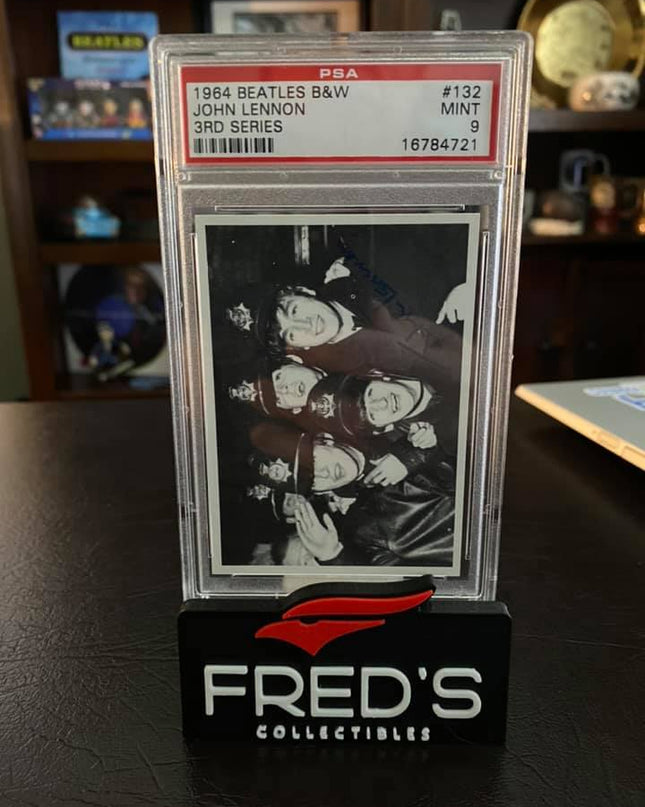 BEATLES
PSA
1964 BEATLES B&W #132
JOHN LENNON MINT
3RD SERIES 9
16784721
FRED'S
COLLECTIBLES